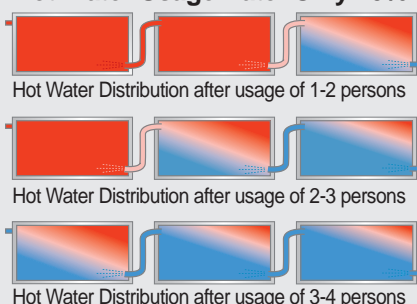 Hot Water Distribution after usage of 1-2 persons
Hot Water Distribution after usage of 2-3 persons
Hot Water Distribution after usage of 3-4 persons